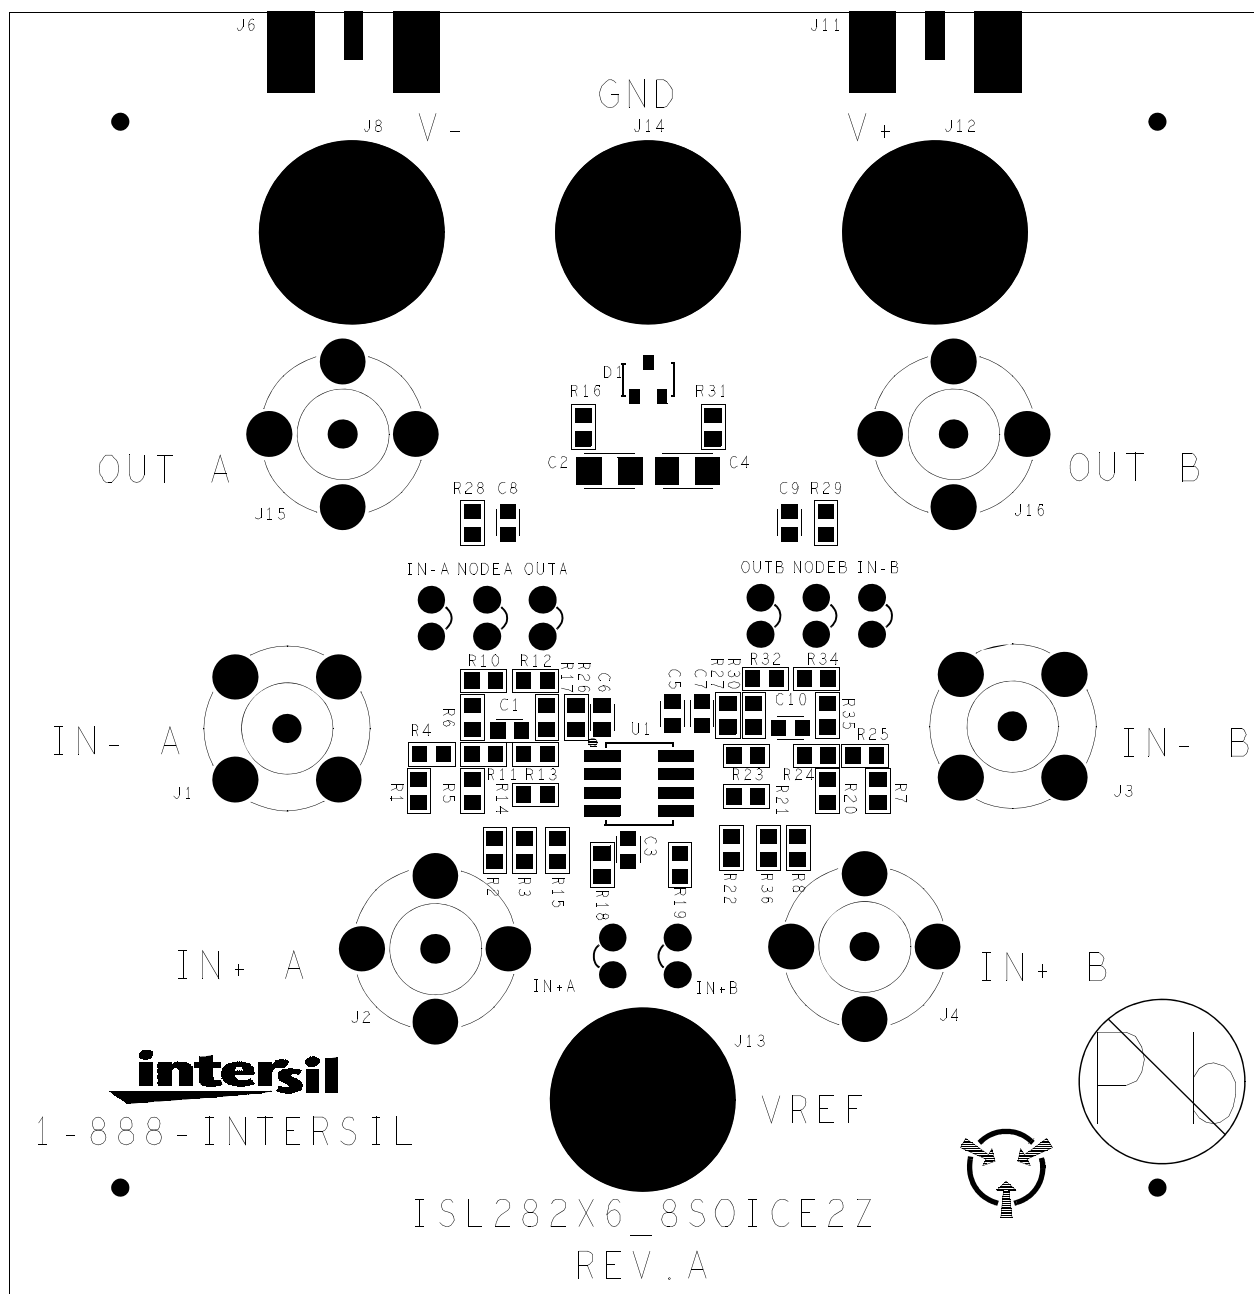 J6
J11
GND
J8
V-
J14
V+
J12
D1
R16
R31
C2
C4
OUT A
OUT B
J15
J16
R28
C8
C9
R29
IN-A
NODEA
OUTA
OUTB
NODEB
IN-B
R10
R12
R17
R26
C6
C5
C7
R27
R30
R32
R34
R6
C1
C10
R35
R4
U1
R25
IN- A
IN- B
R11
R13
R23
R24
J1
R1
R5
R14
R21
R20
R7
J3
C3
R2
R3
R15
R18
R19
R22
R36
R8
IN+ A
IN+A
IN+B
IN+ B
J2
J4
J13
intersil
Pb
1-888-INTERSIL
VREF
ISL282X6_8SOICE2Z
REV.A